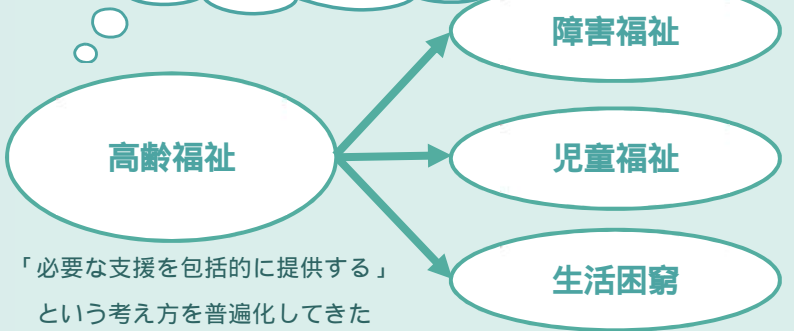 障害福祉
高齢福祉
児童福祉
生活困窮
「必要な支援を包括的に提供する」
という考え方を普遍化してきた